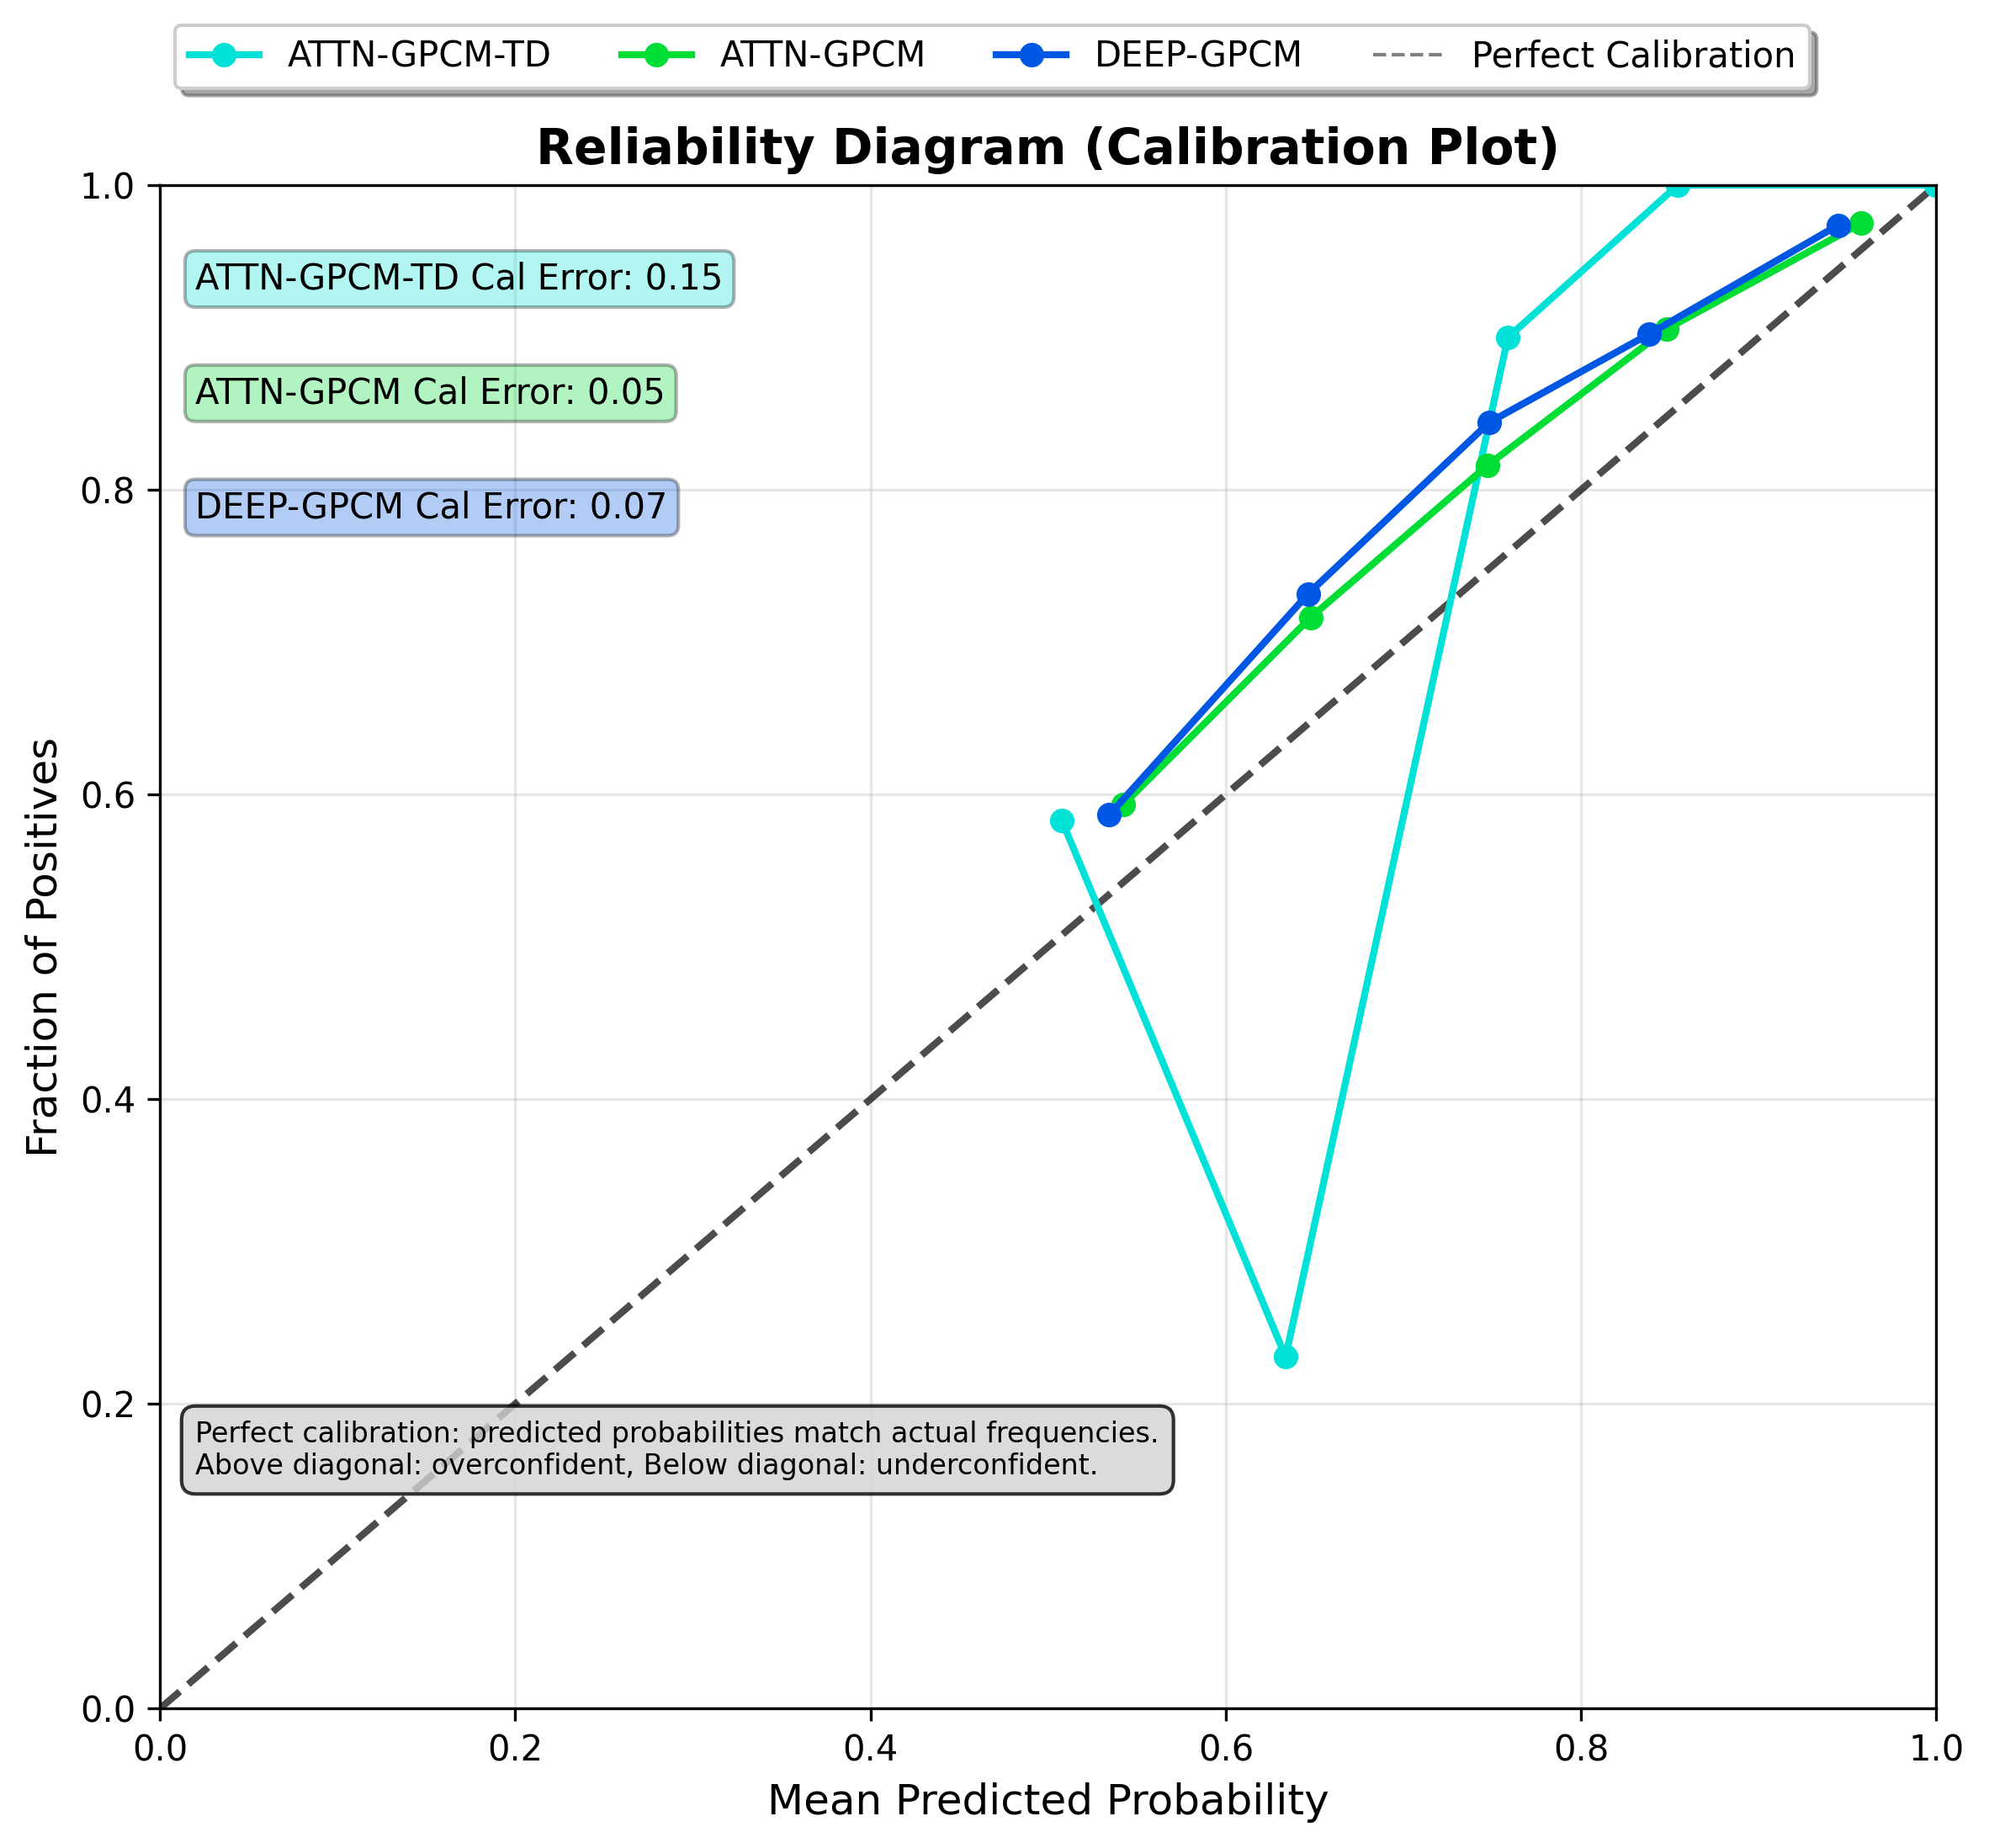 ATTN-GPCM-TD ATTN-GPCM DEEP-GPCM Perfect Calibration
Reliability Diagram (Calibration Plot)
1.0
ATTN-GPCM-TD Cal Error: 0.15
ATTN-GPCM Cal Error: 0.05
0.8
DEEP-GPCM Cal Error: 0.07
Fraction of Positives
0.6
0.4
0.2
Perfect calibration: predicted probabilities match actual frequencies.
Above diagonal: overconfident, Below diagonal: underconfident.
0.0
0.0 0.2 0.4 0.6 0.8 1.0
Mean Predicted Probability